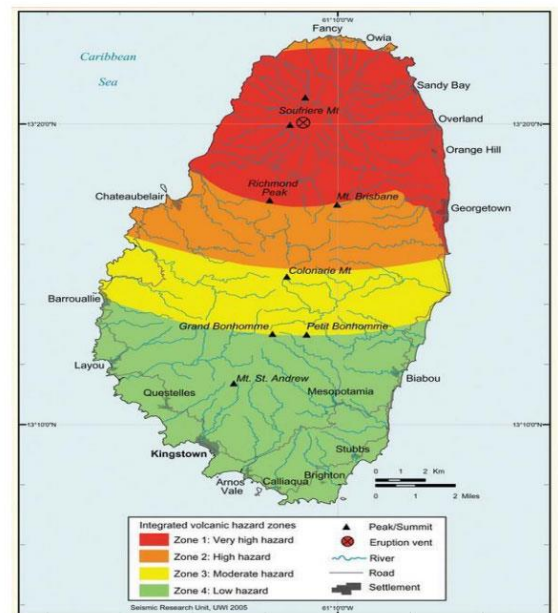 61°10'0"W
Fancy
Owia
Caribbean
Sea
Sandy Bay
Soufriere Mt
13°20'0"N
13°20'0"N
Overland
Orange Hill
Richmond
Peak
Mt. Brisbane
Chateaubelair
Georgetown
Colonarie Mt
Barrouallie
Grand Bonhomme
Petit Bonhomme
Layou
Mt. St. Andrew
Biabou
Questelles
Mesopotamia
13°10'0"N
13°10'0"N
Kingstown
Stubbs
Arnos
Vale
Calliaqua
Brighton
0 1 2 Km
0 1 2 Miles
Integrated volcanic hazard zones
Zone 1: Very high hazard
Zone 2: High hazard
Zone 3: Moderate hazard
Zone 4: Low hazard
Peak/Summit
Eruption vent
River
Road
Settlement
Seismic Research Unit, UWI 2005
61°10'0"W